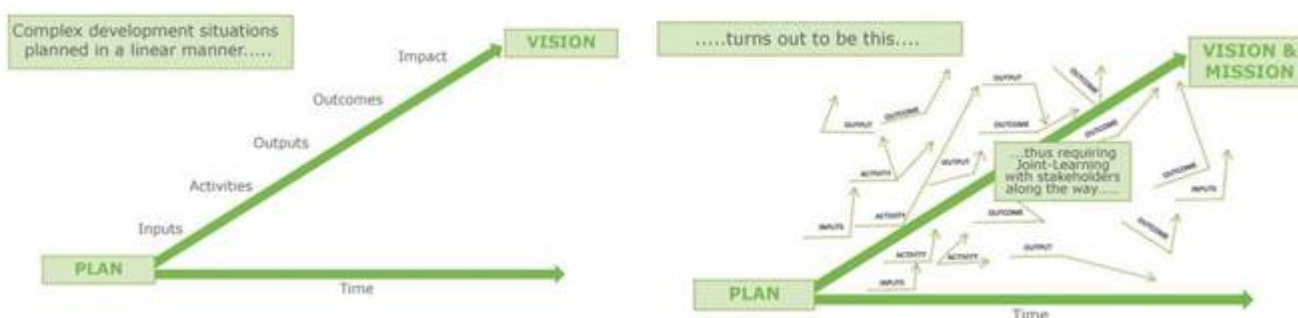 Complex development situations
planned in a linear manner.....
VISION
Impact
Outcomes
Outputs
Activities
Inputs
PLAN
Time
.....turns out to be this....
VISION &
MISSION
OUTPUT
OUTCOME
OUTPUT
OUTCOME
OUTCOME
OUTCOME
....thus requiring
Joint-Learning
with stakeholders
along the way.....
ACTIVITY
OUTPUT
OUTCOME
INPUTS
INPUTS
ACTIVITY
OUTCOME
OUTCOME
ACTIVITY
ACTIVITY
OUTPUT
INPUTS
PLAN
Time